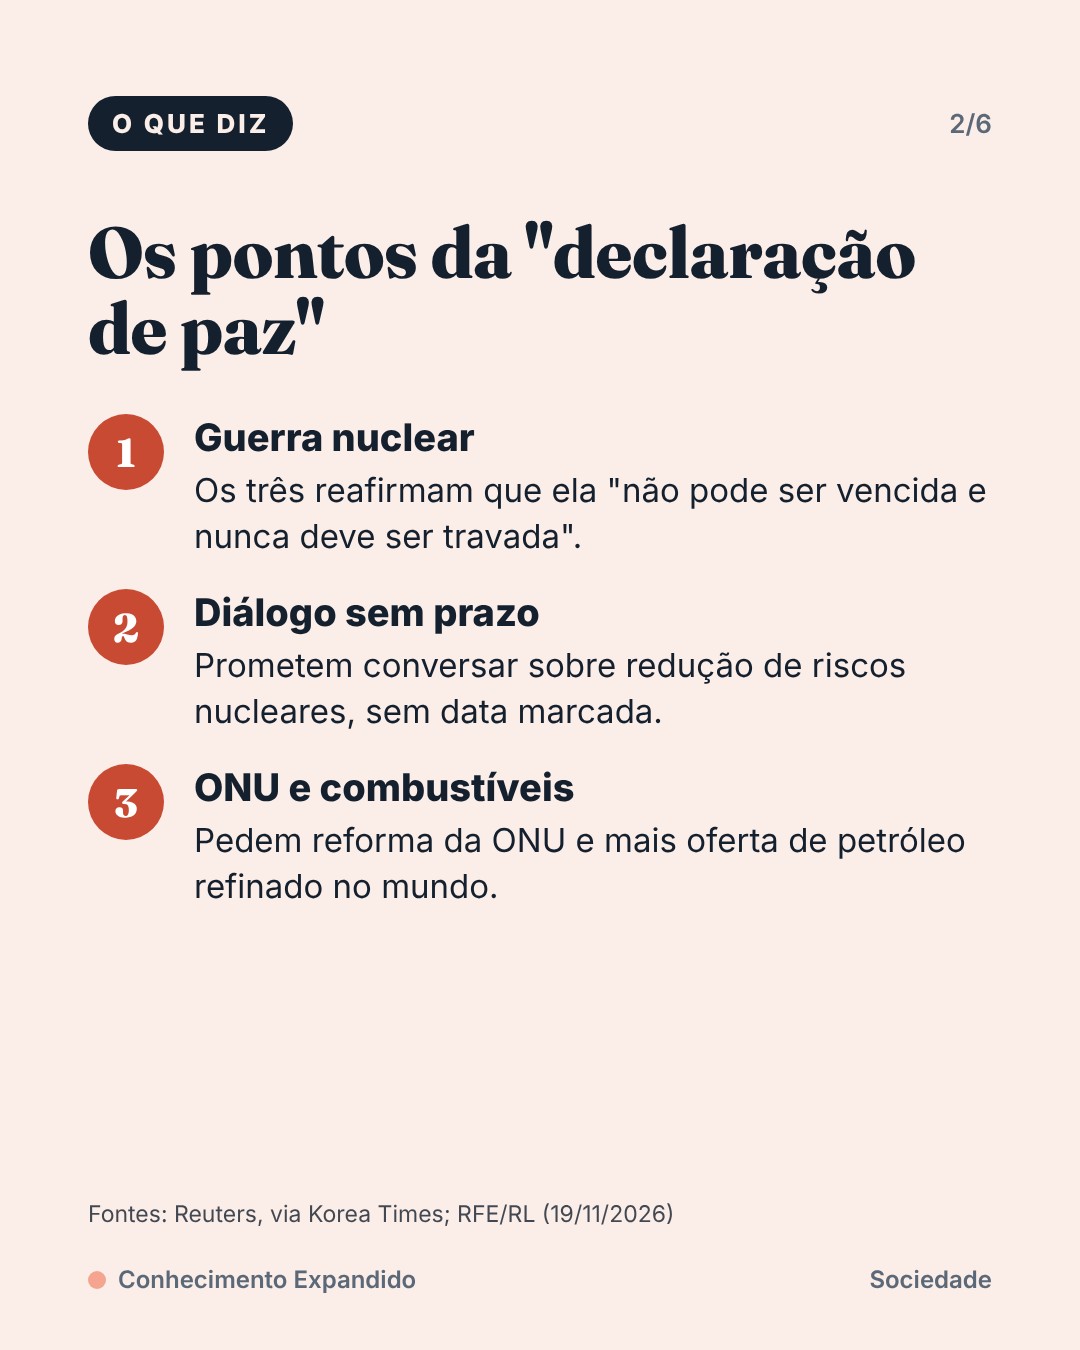 O QUE DIZ
2/6
Os pontos da "declaração
de paz"
1
Guerra nuclear
Os três reafirmam que ela "não pode ser vencida e
nunca deve ser travada".
2
Diálogo sem prazo
Prometem conversar sobre redução de riscos
nucleares, sem data marcada.
3
ONU e combustíveis
Pedem reforma da ONU e mais oferta de petróleo
refinado no mundo.
Fontes: Reuters, via Korea Times; RFE/RL (19/11/2026)
Conhecimento Expandido
Sociedade